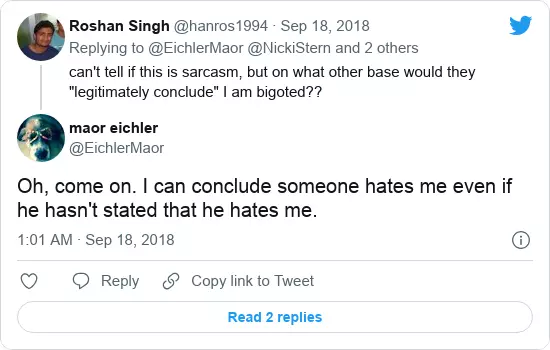 Roshan Singh @hanros1994 · Sep 18, 2018
Replying to @EichlerMaor @NickiStern and 2 others
can't tell if this is sarcasm, but on what other base would they
"legitimately conclude" I am bigoted??
maor eichler
@EichlerMaor
Oh, come on. I can conclude someone hates me even if
he hasn't stated that he hates me.
1:01 AM · Sep 18, 2018
Reply Copy link to Tweet
Read 2 replies